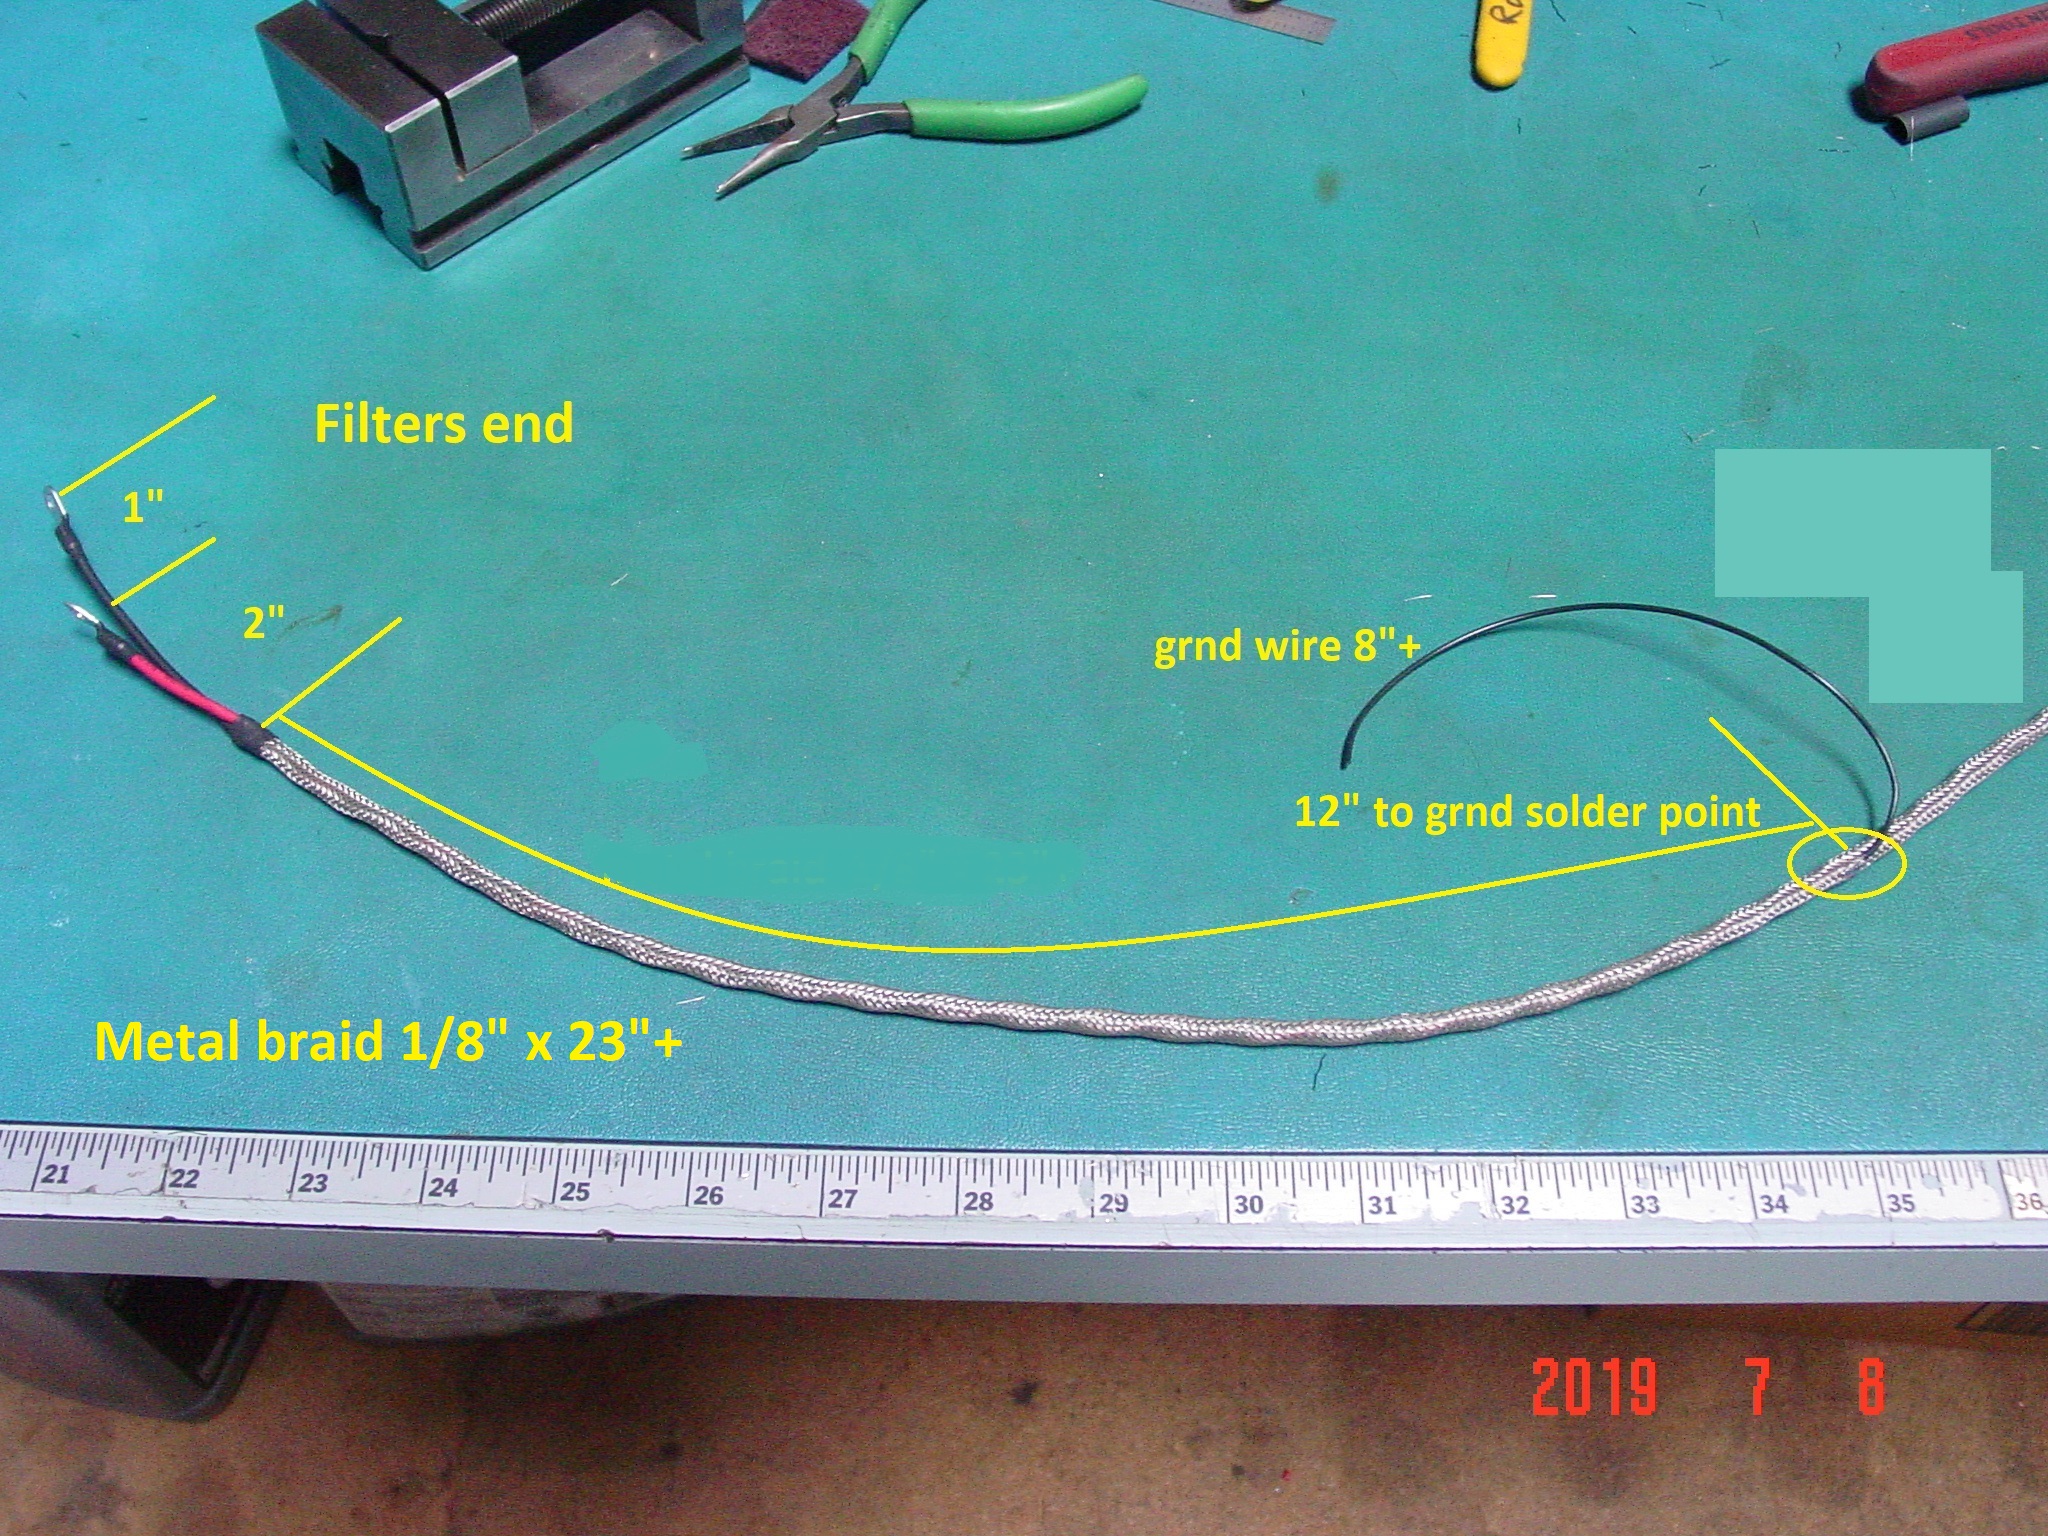 Filters end
1"
2"
grnd wire 8"+
12" to grnd solder point
Metal braid 1/8" x 23"+
21 22 23 24 25 26 27 28 29 30 31 32 33 34 35 36
2019 7 8